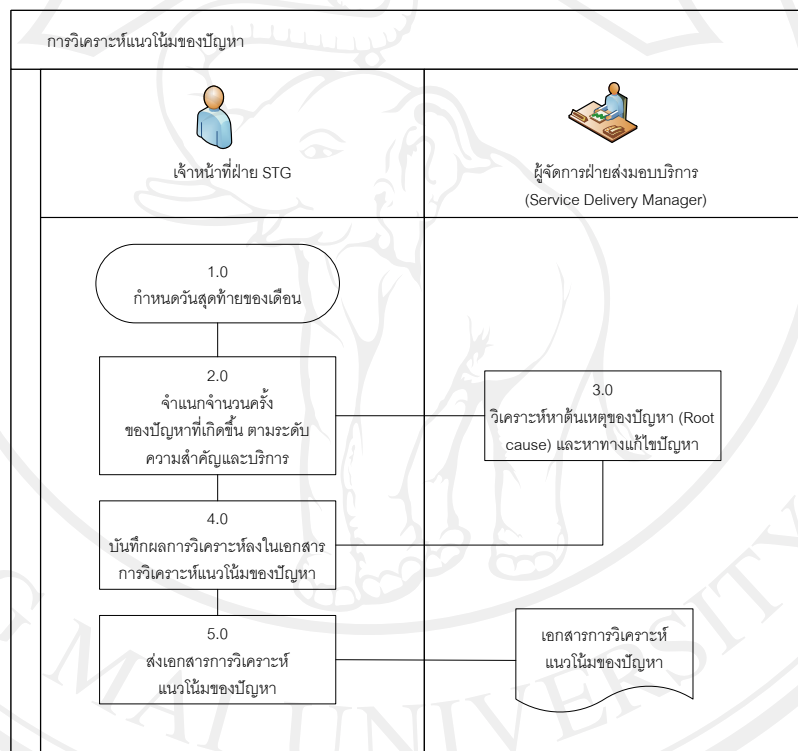 การวิเคราะห์แนวโน้มของปัญหา
เจ้าหน้าที่ฝ่าย STG
ผู้จัดการฝ่ายส่งมอบบริการ
(Service Delivery Manager)
1.0
กำหนดวันสุดท้ายของเดือน
2.0
จำแนกจำนวนครั้ง
ของปัญหาที่เกิดขึ้น ตามระดับ
ความสำคัญและบริการ
3.0
วิเคราะห์หาต้นเหตุของปัญหา (Root
cause) และหาทางแก้ไขปัญหา
4.0
บันทึกผลการวิเคราะห์ลงในเอกสาร
การวิเคราะห์แนวโน้มของปัญหา
5.0
ส่งเอกสารการวิเคราะห์
แนวโน้มของปัญหา
เอกสารการวิเคราะห์
แนวโน้มของปัญหา
G MAI UNIVERSITY